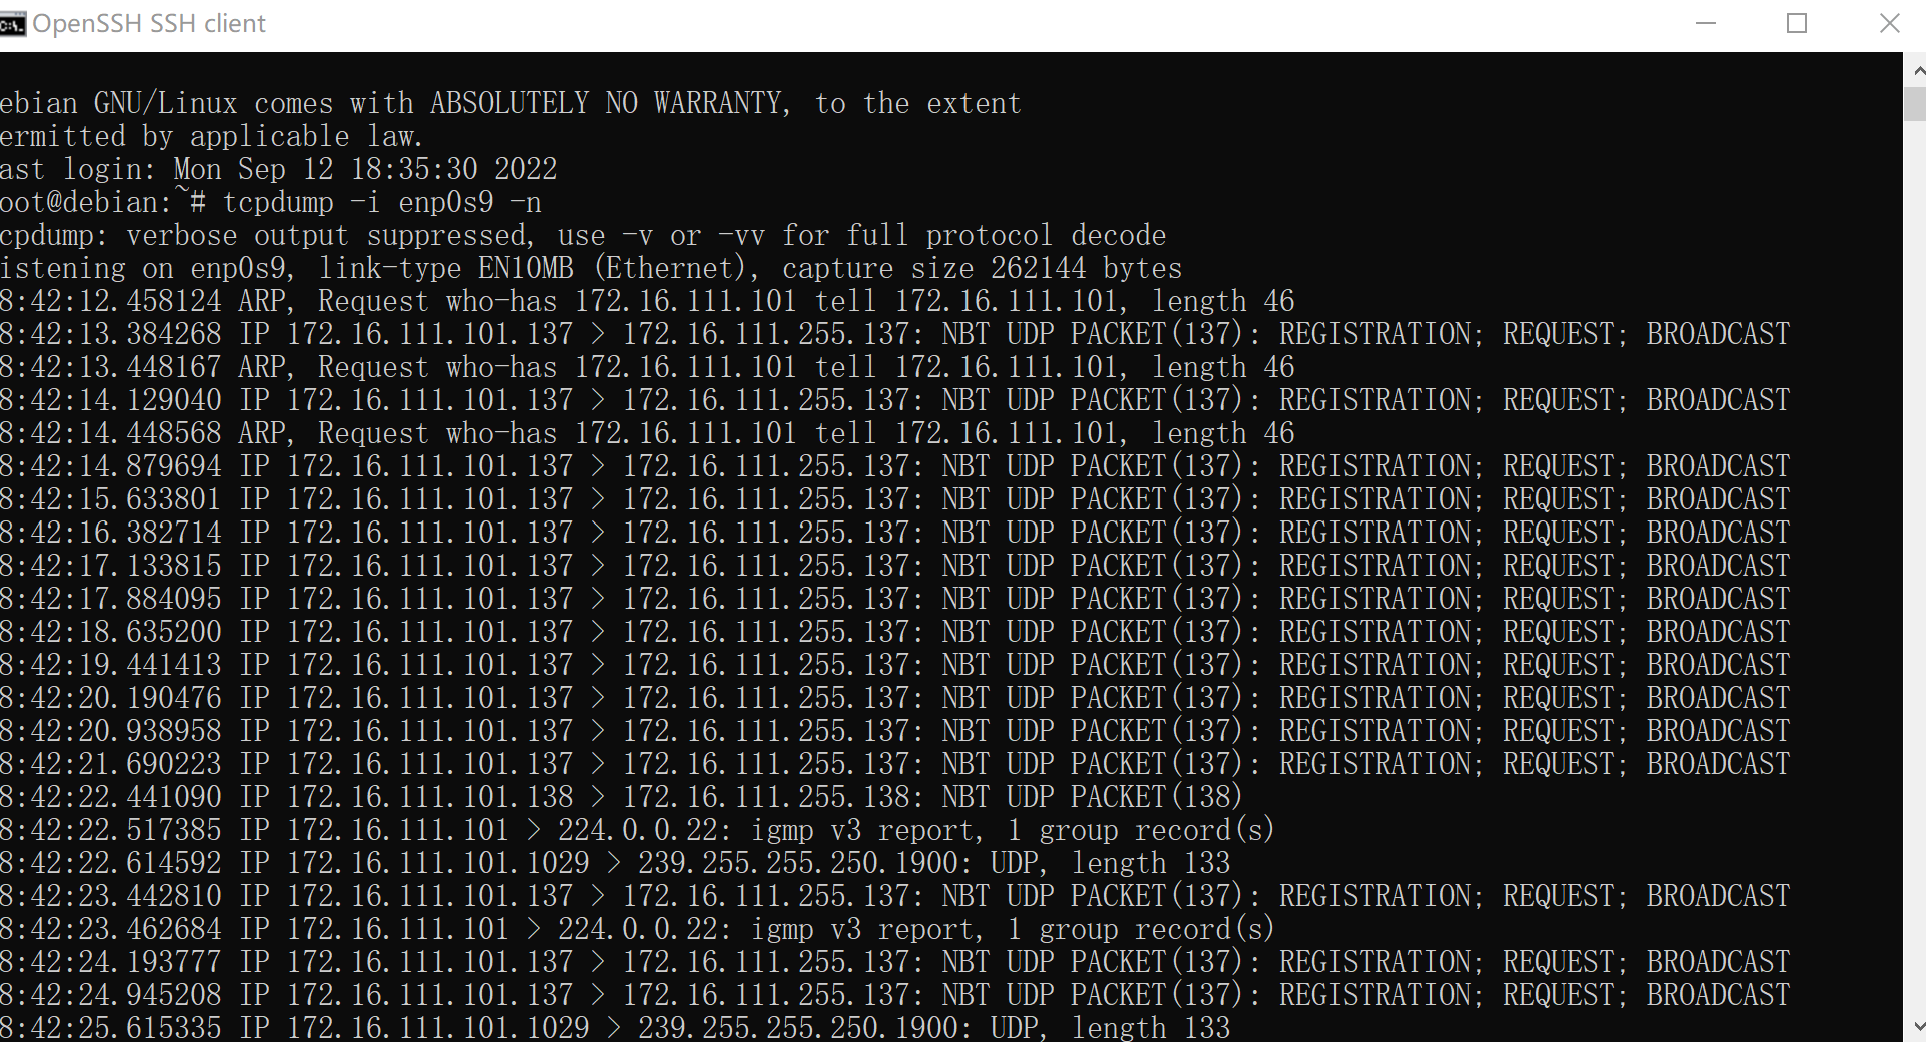 OpenSSH SSH client
ebian GNU/Linux comes with ABSOLUTELY NO WARRANTY, to the extent
ermitted by applicable law.
ast login: Mon Sep 12 18:35:30 2022
oot@debian:~# tcpdump -i enp0s9 -n
cpdump: verbose output suppressed, use -v or -vv for full protocol decode
istening on enp0s9, link-type EN10MB (Ethernet), capture size 262144 bytes
8:42:12.458124 ARP, Request who-has 172.16.111.101 tell 172.16.111.101, length 46
8:42:13.384268 IP 172.16.111.101.137 > 172.16.111.255.137: NBT UDP PACKET(137): REGISTRATION; REQUEST; BROADCAST
8:42:13.448167 ARP, Request who-has 172.16.111.101 tell 172.16.111.101, length 46
8:42:14.129040 IP 172.16.111.101.137 > 172.16.111.255.137: NBT UDP PACKET(137): REGISTRATION; REQUEST; BROADCAST
8:42:14.448568 ARP, Request who-has 172.16.111.101 tell 172.16.111.101, length 46
8:42:14.879694 IP 172.16.111.101.137 > 172.16.111.255.137: NBT UDP PACKET(137): REGISTRATION; REQUEST; BROADCAST
8:42:15.633801 IP 172.16.111.101.137 > 172.16.111.255.137: NBT UDP PACKET(137): REGISTRATION; REQUEST; BROADCAST
8:42:16.382714 IP 172.16.111.101.137 > 172.16.111.255.137: NBT UDP PACKET(137): REGISTRATION; REQUEST; BROADCAST
8:42:17.133815 IP 172.16.111.101.137 > 172.16.111.255.137: NBT UDP PACKET(137): REGISTRATION; REQUEST; BROADCAST
8:42:17.884095 IP 172.16.111.101.137 > 172.16.111.255.137: NBT UDP PACKET(137): REGISTRATION; REQUEST; BROADCAST
8:42:18.635200 IP 172.16.111.101.137 > 172.16.111.255.137: NBT UDP PACKET(137): REGISTRATION; REQUEST; BROADCAST
8:42:19.441413 IP 172.16.111.101.137 > 172.16.111.255.137: NBT UDP PACKET(137): REGISTRATION; REQUEST; BROADCAST
8:42:20.190476 IP 172.16.111.101.137 > 172.16.111.255.137: NBT UDP PACKET(137): REGISTRATION; REQUEST; BROADCAST
8:42:20.938958 IP 172.16.111.101.137 > 172.16.111.255.137: NBT UDP PACKET(137): REGISTRATION; REQUEST; BROADCAST
8:42:21.690223 IP 172.16.111.101.137 > 172.16.111.255.137: NBT UDP PACKET(137): REGISTRATION; REQUEST; BROADCAST
8:42:22.441090 IP 172.16.111.101.138 > 172.16.111.255.138: NBT UDP PACKET(138)
8:42:22.517385 IP 172.16.111.101 > 224.0.0.22: igmp v3 report, 1 group record(s)
8:42:22.614592 IP 172.16.111.101.1029 > 239.255.255.250.1900: UDP, length 133
8:42:23.442810 IP 172.16.111.101.137 > 172.16.111.255.137: NBT UDP PACKET(137): REGISTRATION; REQUEST; BROADCAST
8:42:23.462684 IP 172.16.111.101 > 224.0.0.22: igmp v3 report, 1 group record(s)
8:42:24.193777 IP 172.16.111.101.137 > 172.16.111.255.137: NBT UDP PACKET(137): REGISTRATION; REQUEST; BROADCAST
8:42:24.945208 IP 172.16.111.101.137 > 172.16.111.255.137: NBT UDP PACKET(137): REGISTRATION; REQUEST; BROADCAST
8:42:25.615335 IP 172.16.111.101.1029 > 239.255.255.250.1900: UDP, length 133